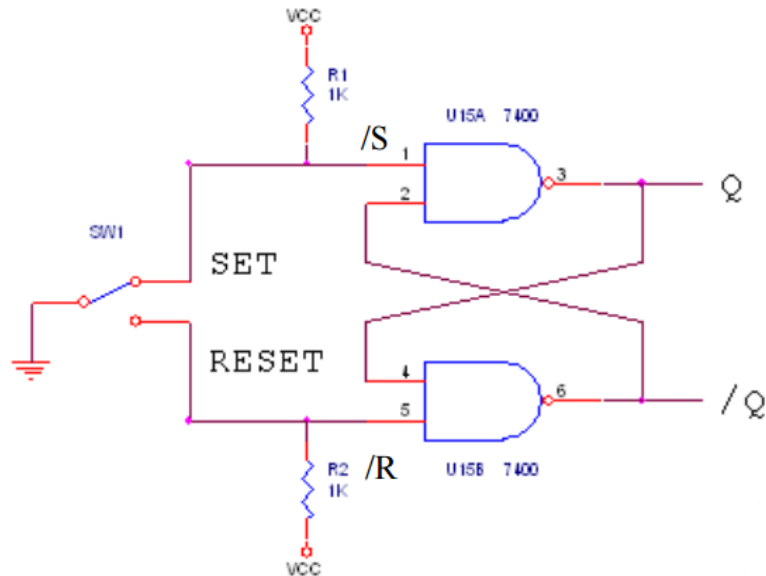 VCC
R1
1K
U15A 7400
/S
1
2
3
Q
SW1
SET
RESET
4
5
6
/Q
/R
R2
1K
U15B 7400
VCC